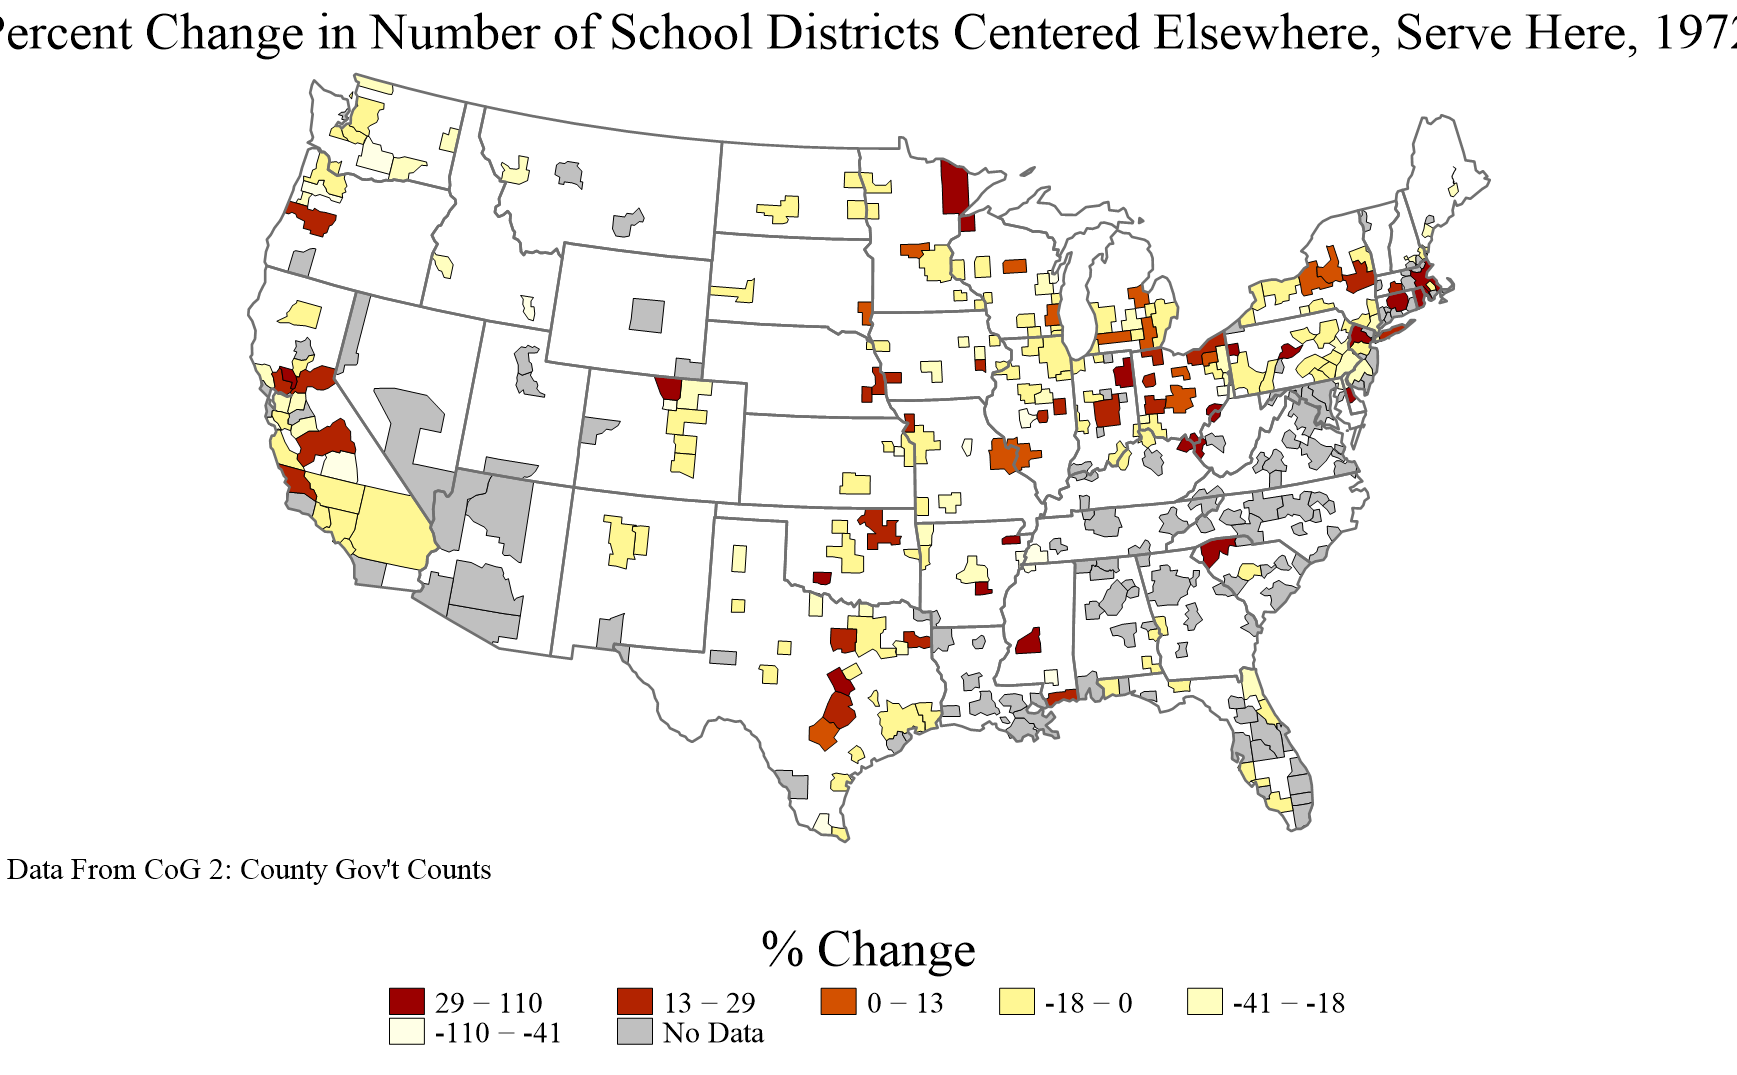 Percent Change in Number of School Districts Centered Elsewhere, Serve Here, 1972
Data From CoG 2: County Gov't Counts
% Change
29 − 110
13 − 29
0 − 13
-18 − 0
-41 − -18
-110 − -41
No Data